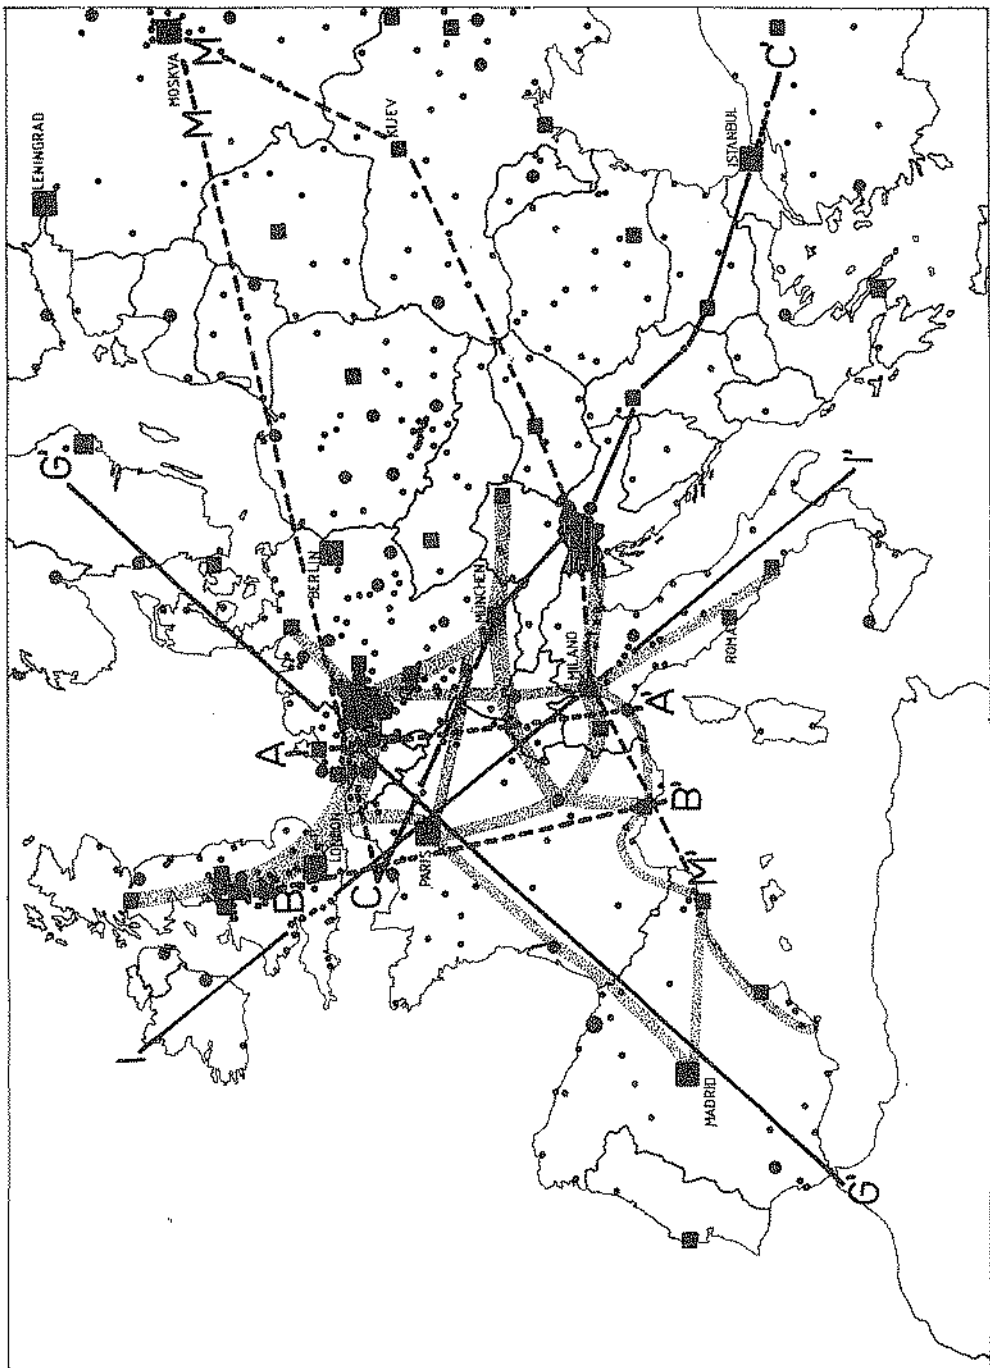 LENINGRAD
G'
I
MOSKVA
M
M
A
B
BERLIN
LONDON
C
KIJEV
PARIS
MÜNCHEN
MILANO
A'
B'
M'
MADRID
ROMA
ISTANBUL
C'
G'
I'